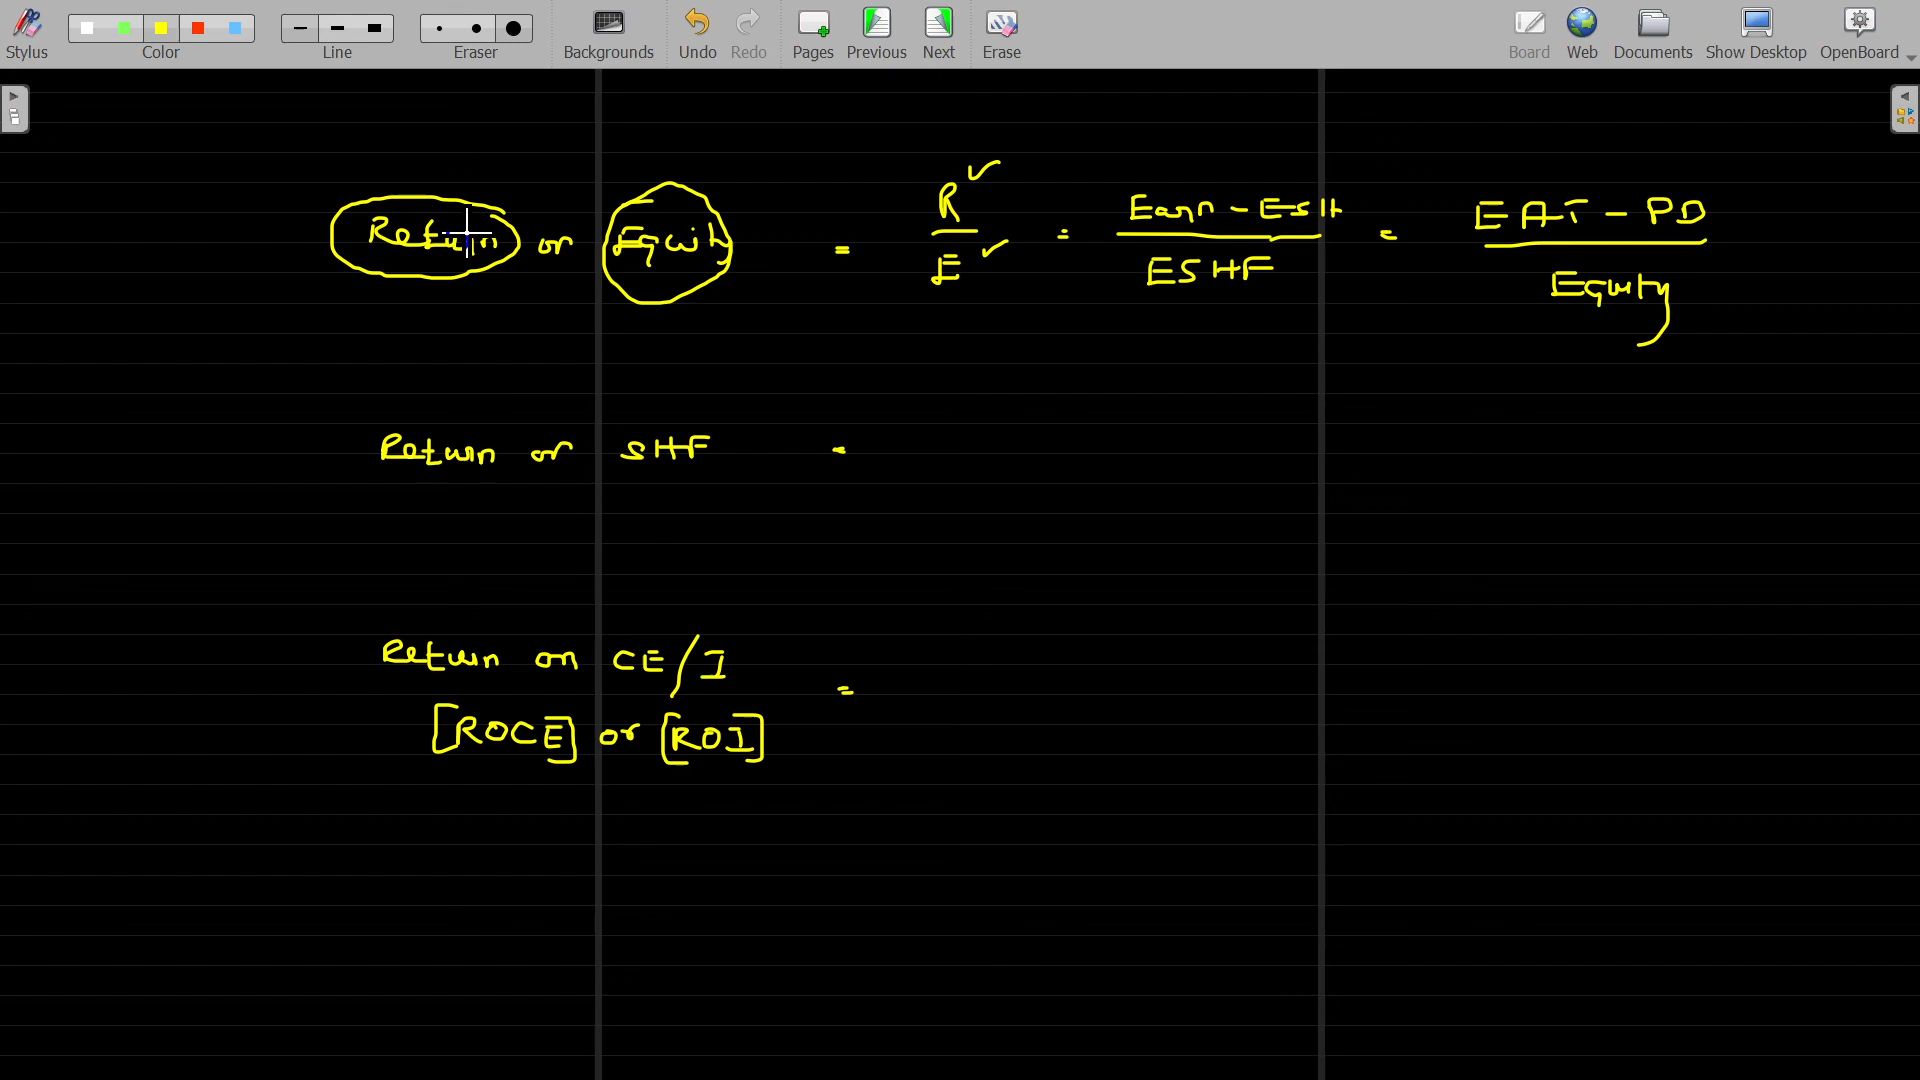 Stylus Color Line Eraser Backgrounds Undo Redo Pages Previous Next Erase Board Web Documents Show Desktop OpenBoard
Return on Equity = R / E = Earn - ESH / ESHF = EAT - PD / Equity
Return on SHF =
Return on CE/I =
[ROCE] or [ROI]